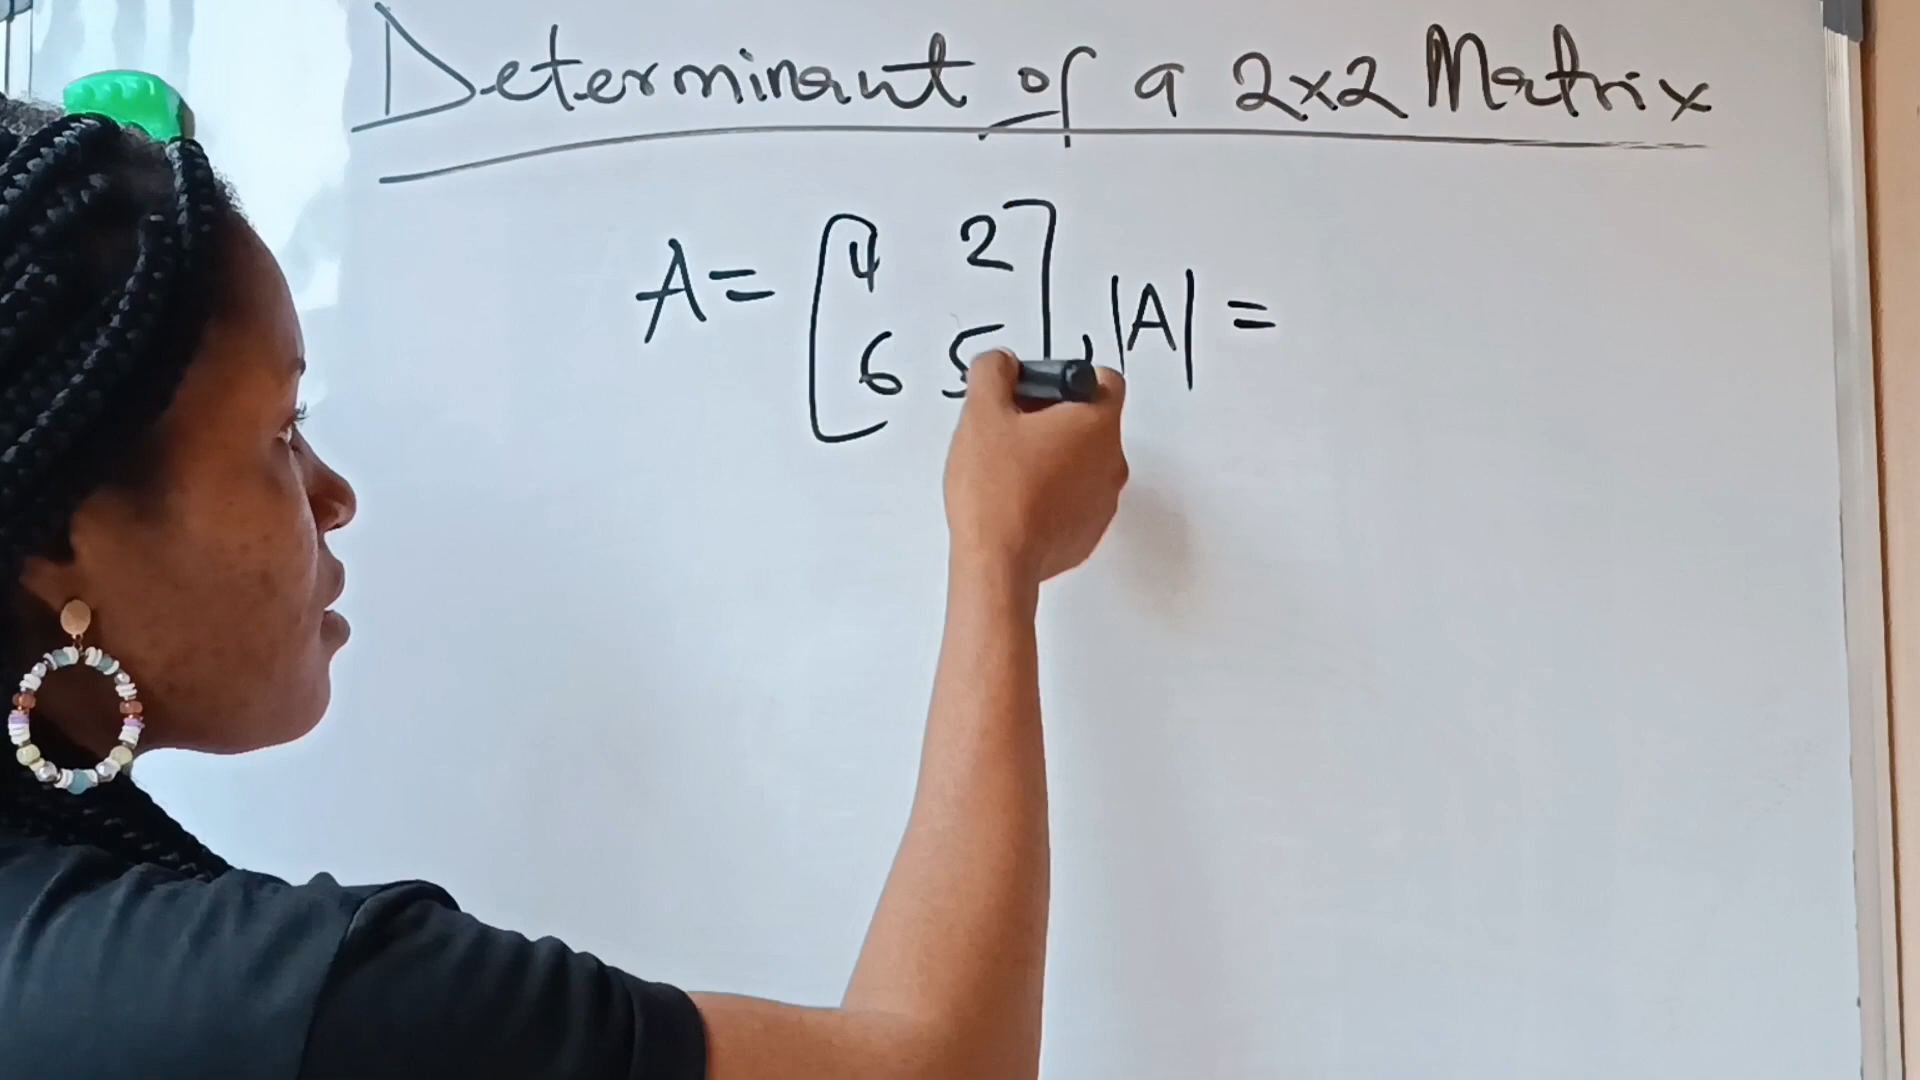 Determinant of a 2x2 Matrix
A = [4 2
6 5], |A| =